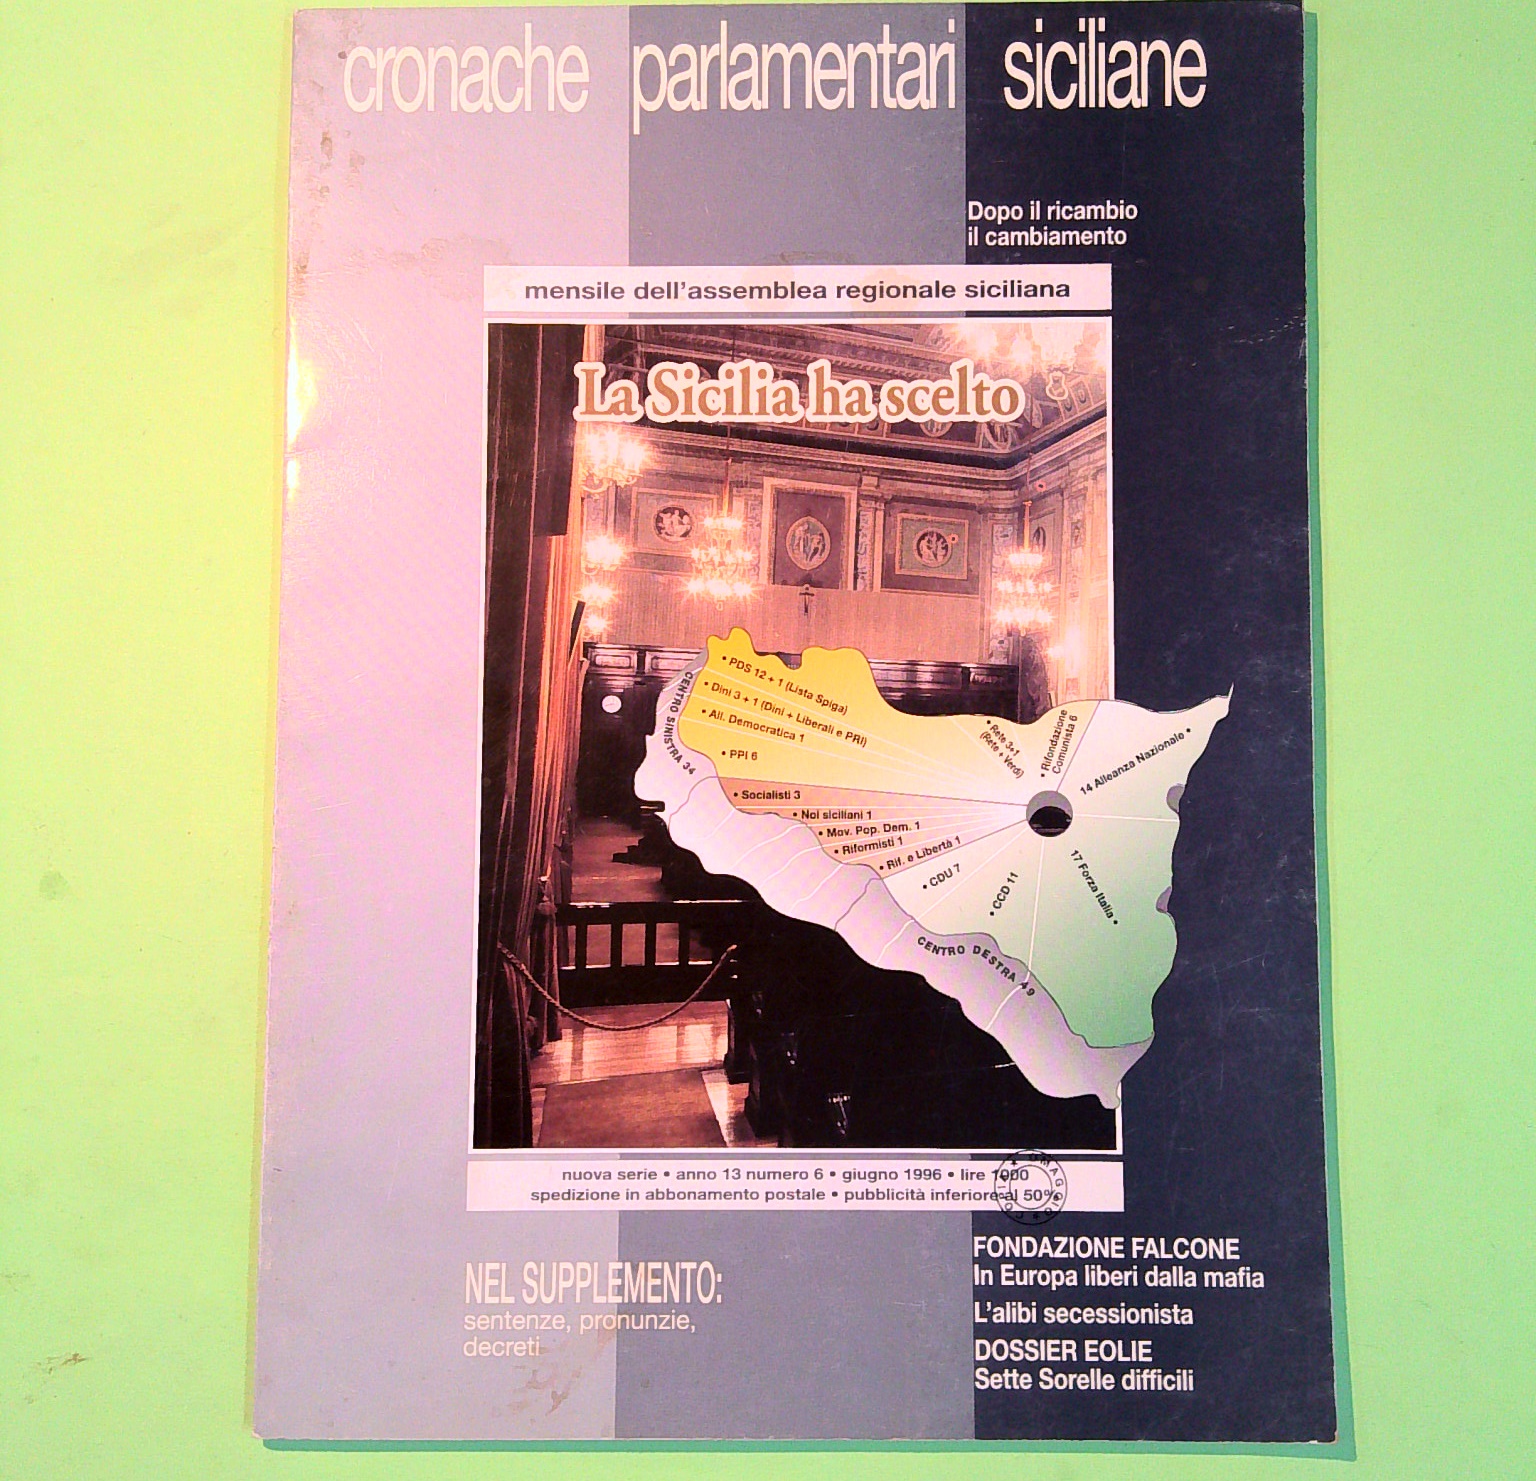 cronache parlamentari siciliane
Dopo il ricambio
il cambiamento
mensile dell'assemblea regionale siciliana
La Sicilia ha scelto
CENTRO SINISTRA 34
• PDS 12 + 1 (Lista Spiga)
• Dini 3 + 1 (Dini + Liberali e PRI)
• All. Democratica 1
• PPI 6
• Rete 3+1
(Rete + Verdi)
• Rifondazione
Comunista 6
14 Alleanza Nazionale •
• Socialisti 3
• Noi siciliani 1
• Mov. Pop. Dem. 1
• Riformisti 1
• Rif. e Libertà 1
• CDU 7
• CCD 11
17 Forza Italia •
CENTRO DESTRA 49
nuova serie • anno 13 numero 6 • giugno 1996 • lire 1000
spedizione in abbonamento postale • pubblicità inferiore al 50%
COPIA ★ OMAGGIO ★
NEL SUPPLEMENTO:
sentenze, pronunzie,
decreti
FONDAZIONE FALCONE
In Europa liberi dalla mafia
L'alibi secessionista
DOSSIER EOLIE
Sette Sorelle difficili